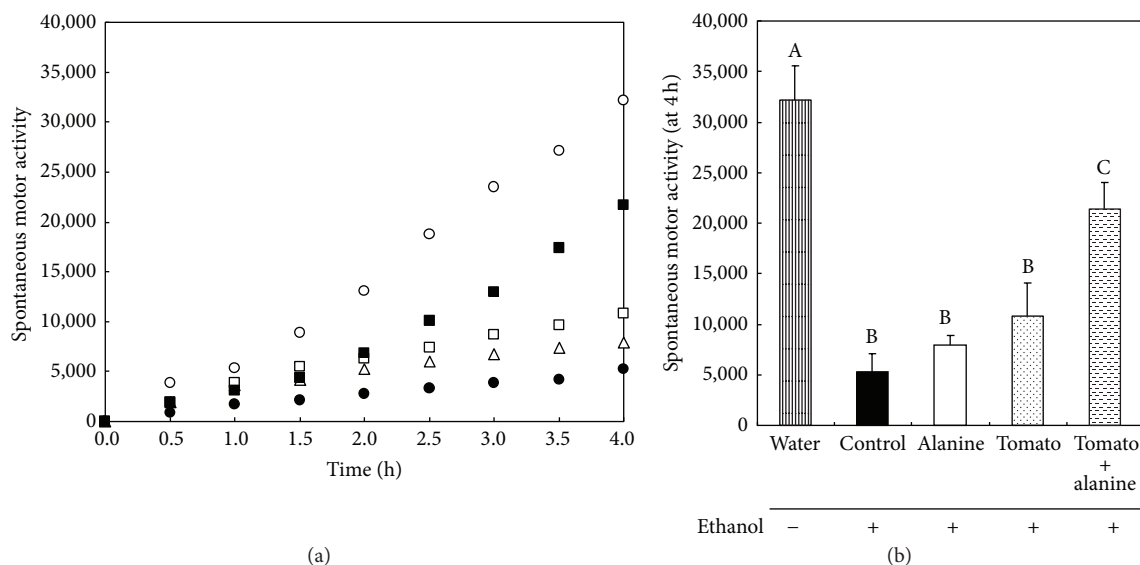 40,000
35,000
30,000
25,000
20,000
15,000
10,000
5,000
0
Spontaneous motor activity
0.0 0.5 1.0 1.5 2.0 2.5 3.0 3.5 4.0
Time (h)
(a)
40,000
35,000
30,000
25,000
20,000
15,000
10,000
5,000
0
Spontaneous motor activity (at 4 h)
A
B
B
B
C
Water Control Alanine Tomato Tomato
+
alanine
Ethanol − + + + +
(b)